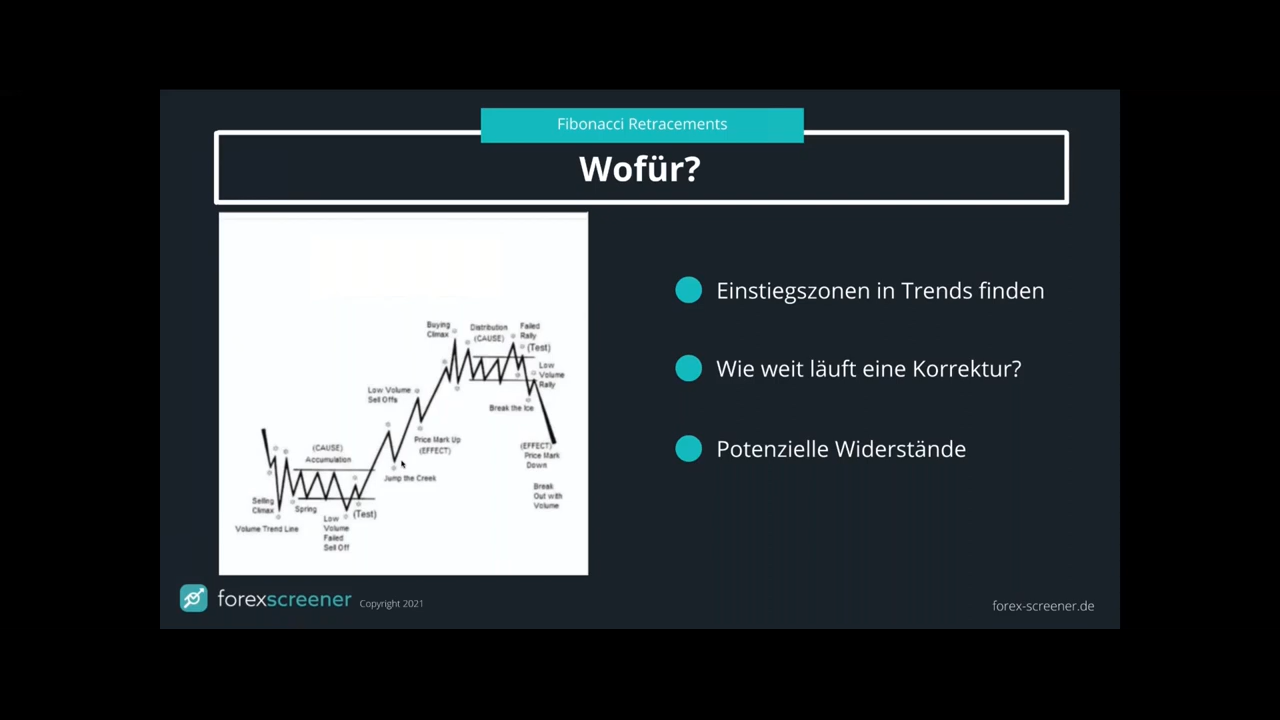 Fibonacci Retracements
Wofür?
Buying
Climax
Distribution
(CAUSE)
Failed
Rally
(Test)
Low
Volume
Rally
Low Volume
Sell Offs
Break the Ice
Price Mark Up
(EFFECT)
(CAUSE)
Accumulation
(EFFECT)
Price Mark
Down
Jump the Creek
Break
Out with
Volume
Selling
Climax
Spring
(Test)
Volume Trend Line
Low
Volume
Failed
Sell Off
Einstiegszonen in Trends finden
Wie weit läuft eine Korrektur?
Potenzielle Widerstände
forexscreener Copyright 2021
forex-screener.de